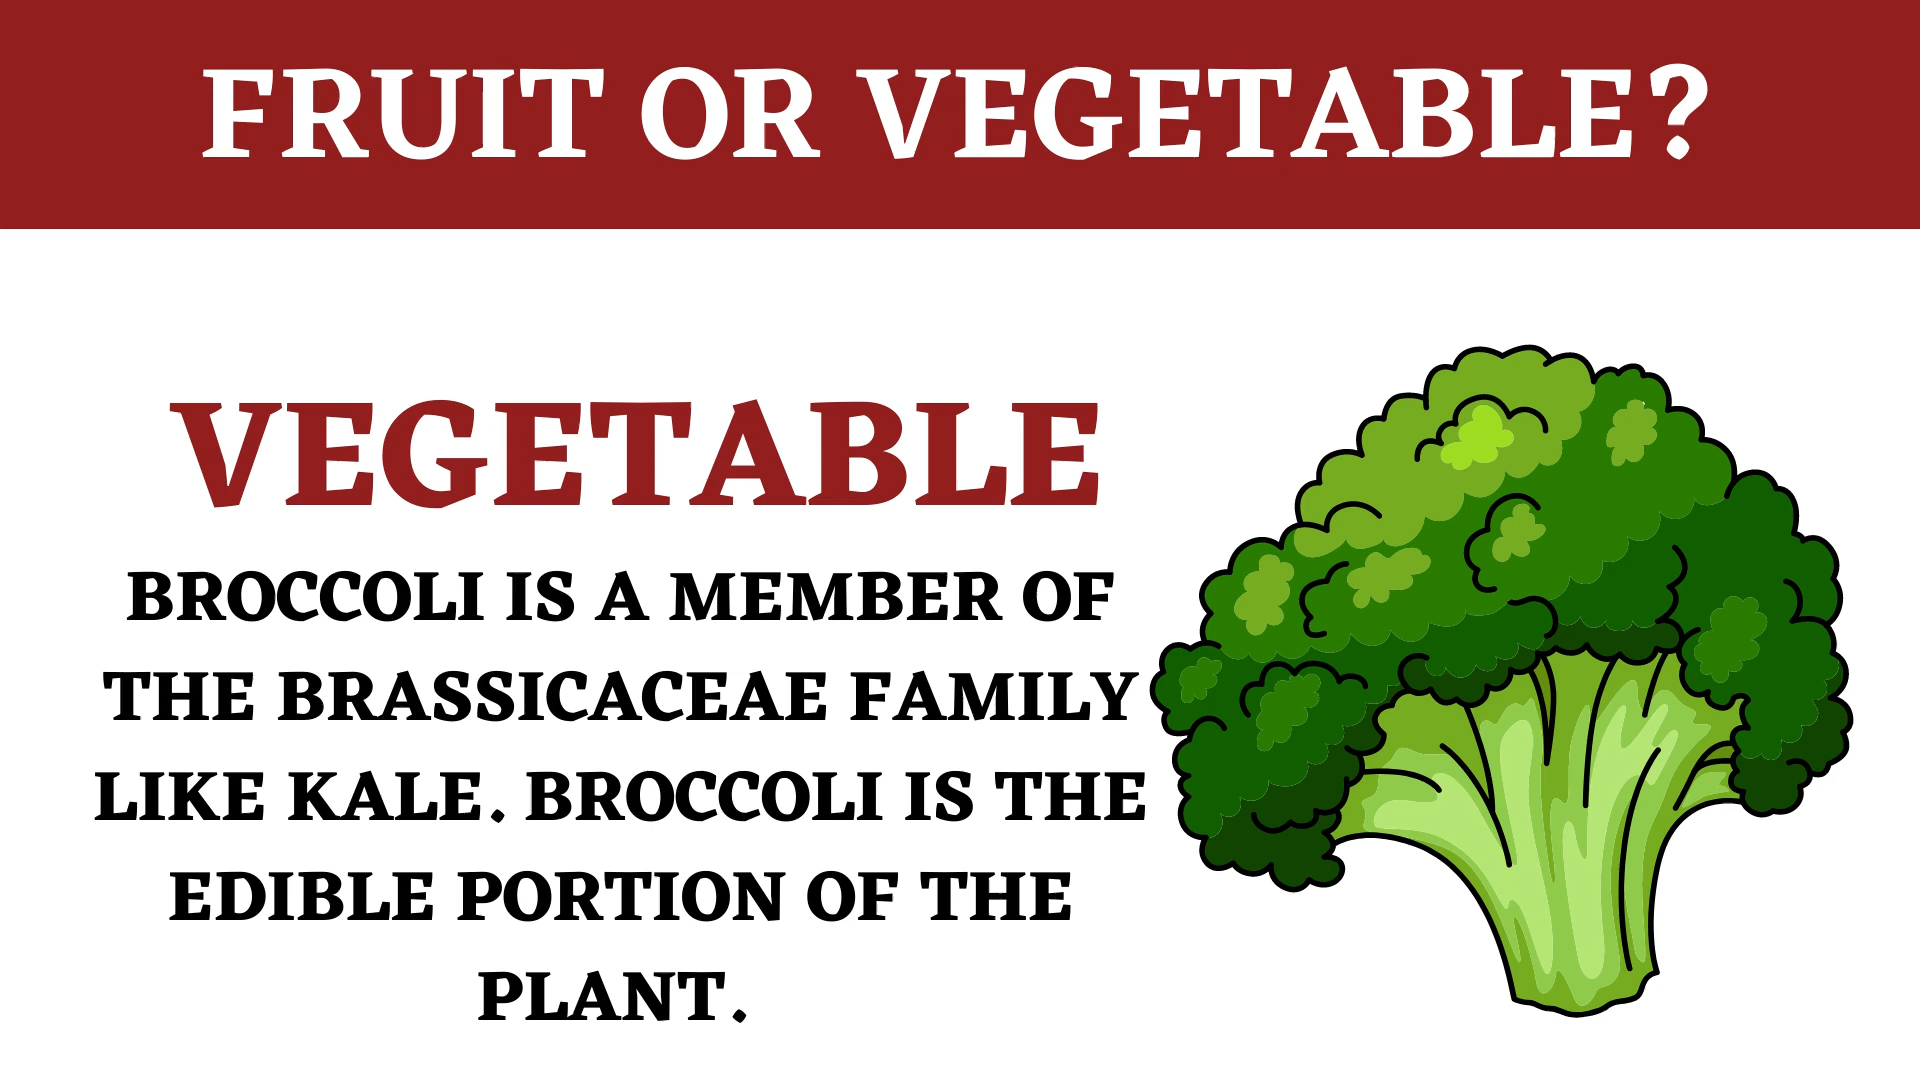 FRUIT OR VEGETABLE?
VEGETABLE
BROCCOLI IS A MEMBER OF
THE BRASSICACEAE FAMILY
LIKE KALE. BROCCOLI IS THE
EDIBLE PORTION OF THE
PLANT.